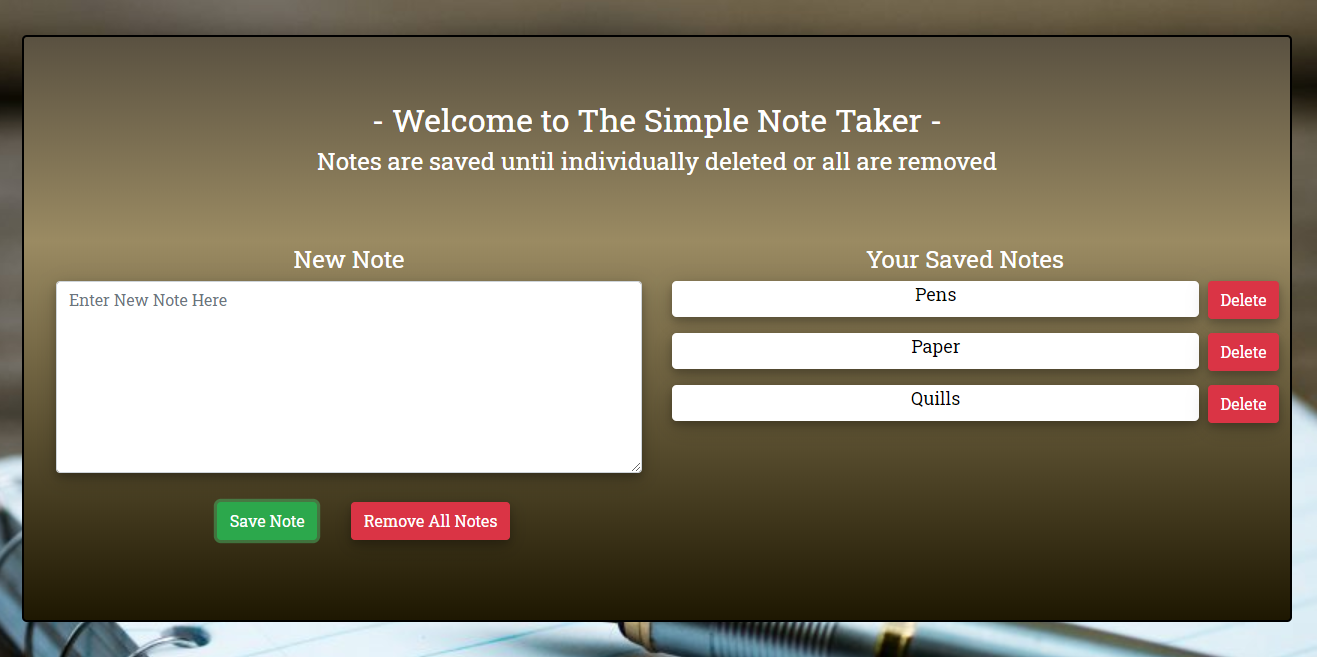 - Welcome to The Simple Note Taker -
Notes are saved until individually deleted or all are removed
New Note
Enter New Note Here
Save Note
Remove All Notes
Your Saved Notes
Pens
Delete
Paper
Delete
Quills
Delete